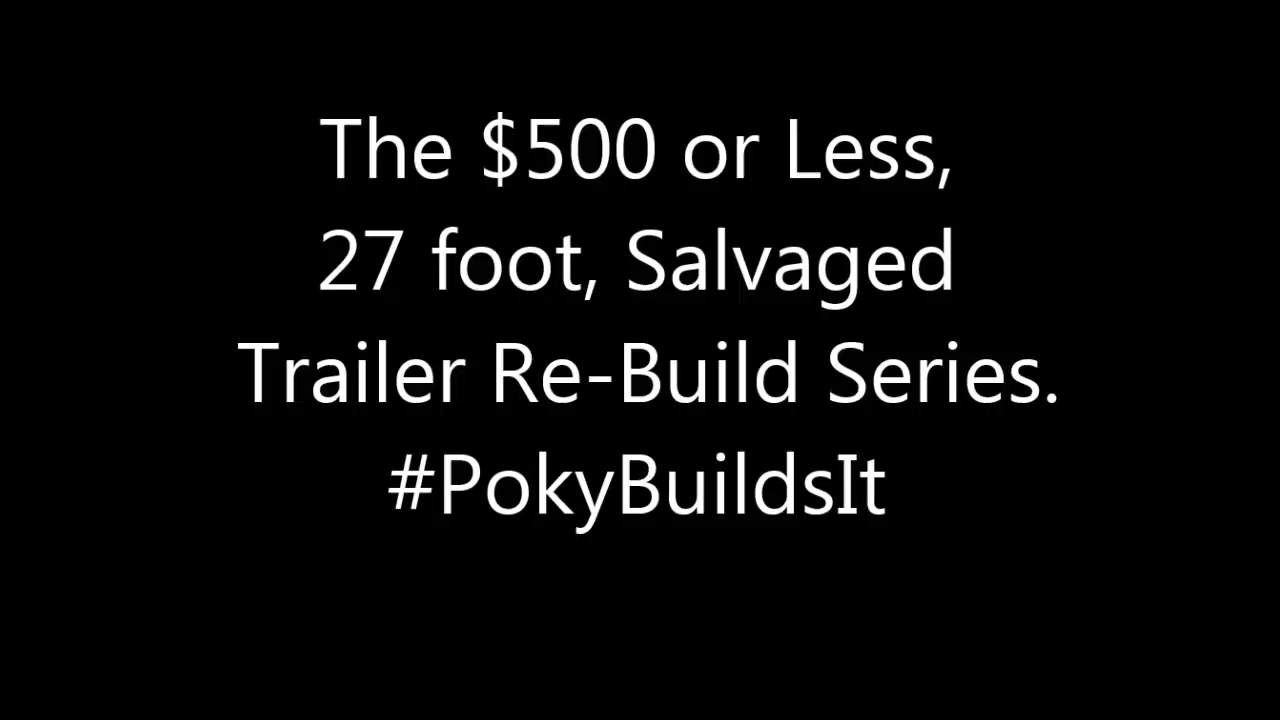 The $500 or Less,
27 foot, Salvaged
Trailer Re-Build Series.
#PokyBuildsIt